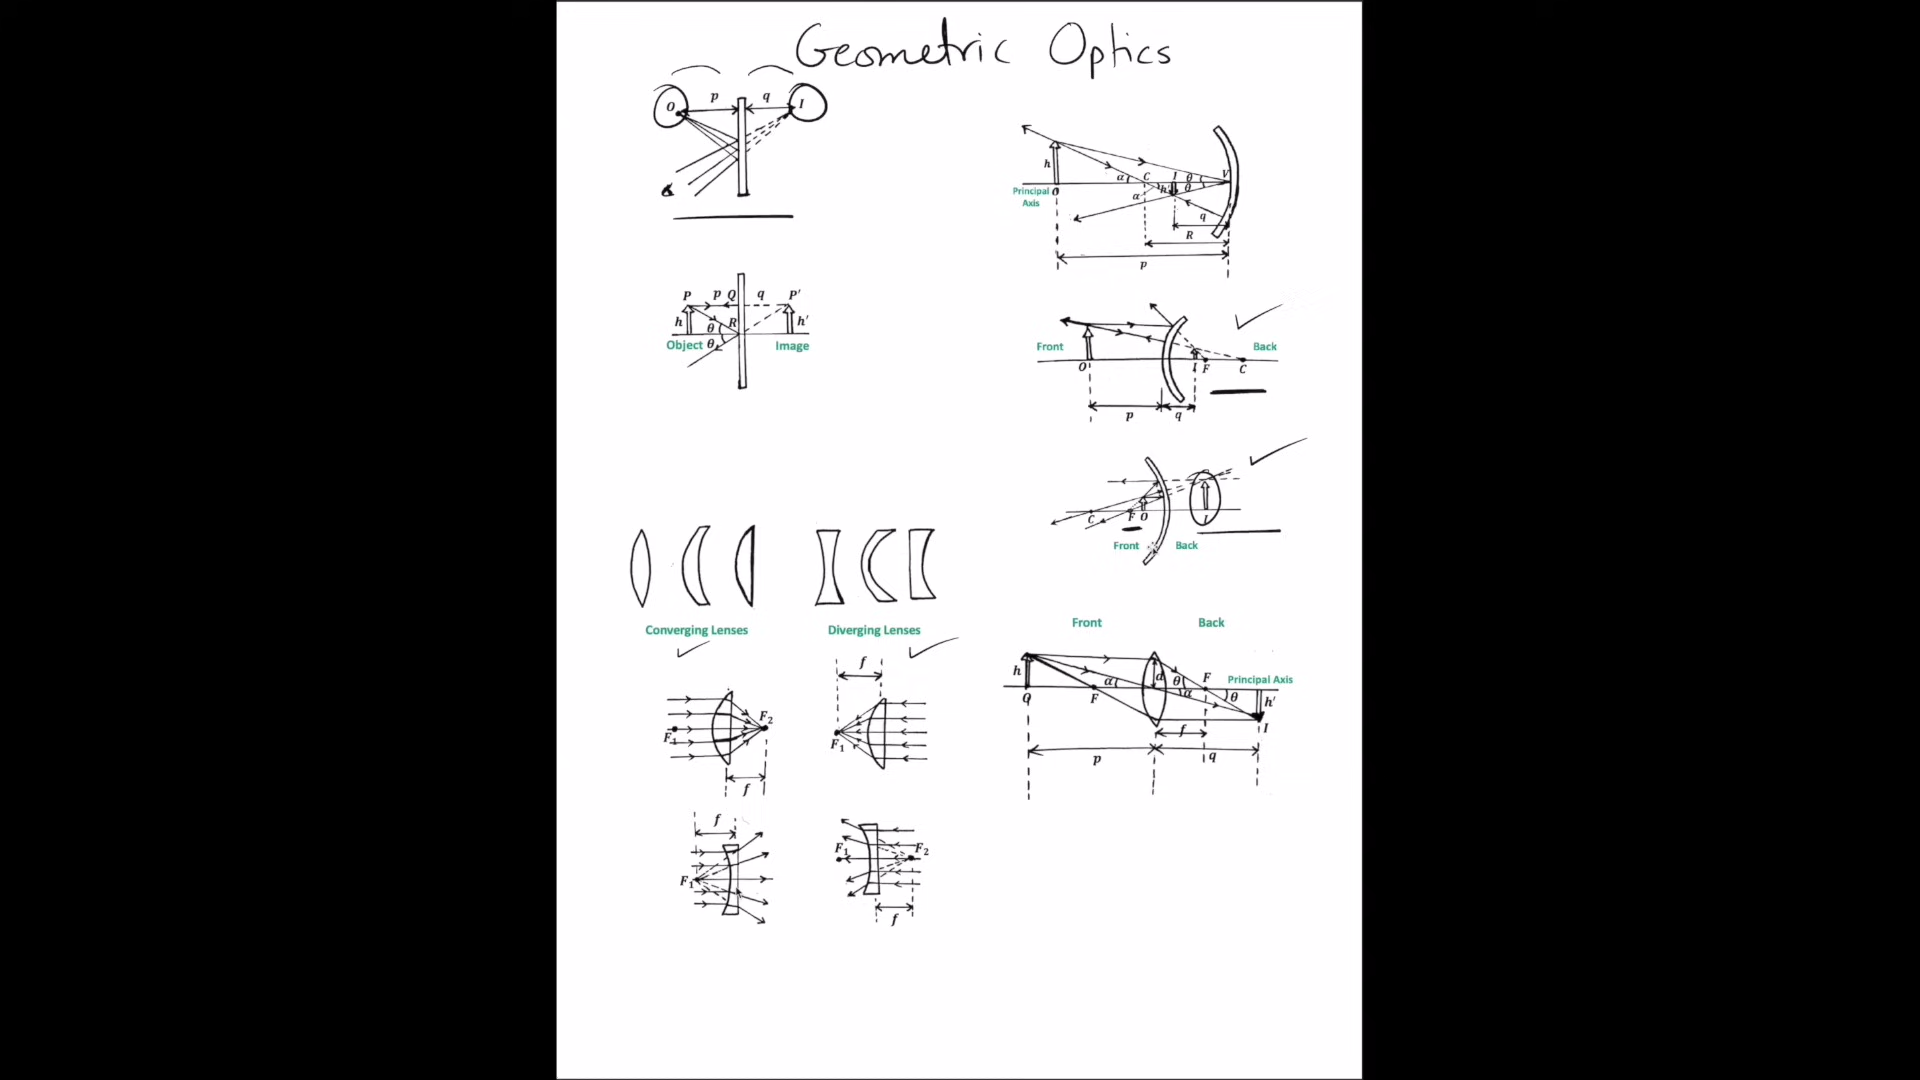 Geometric Optics
O p q I
P p Q q P'
h θ R h'
θ
Object Image
h α C I θ V
Principal Axis
O α h' θ
q
R
p
Front Back
O I F C
p q
C F O I
Front Back
Converging Lenses Diverging Lenses
F₁ F₂
f
f
F₁
f
F₁
F₁ F₂
f
Front Back
h α d θ F Principal Axis
O F α θ h'
f I
p q